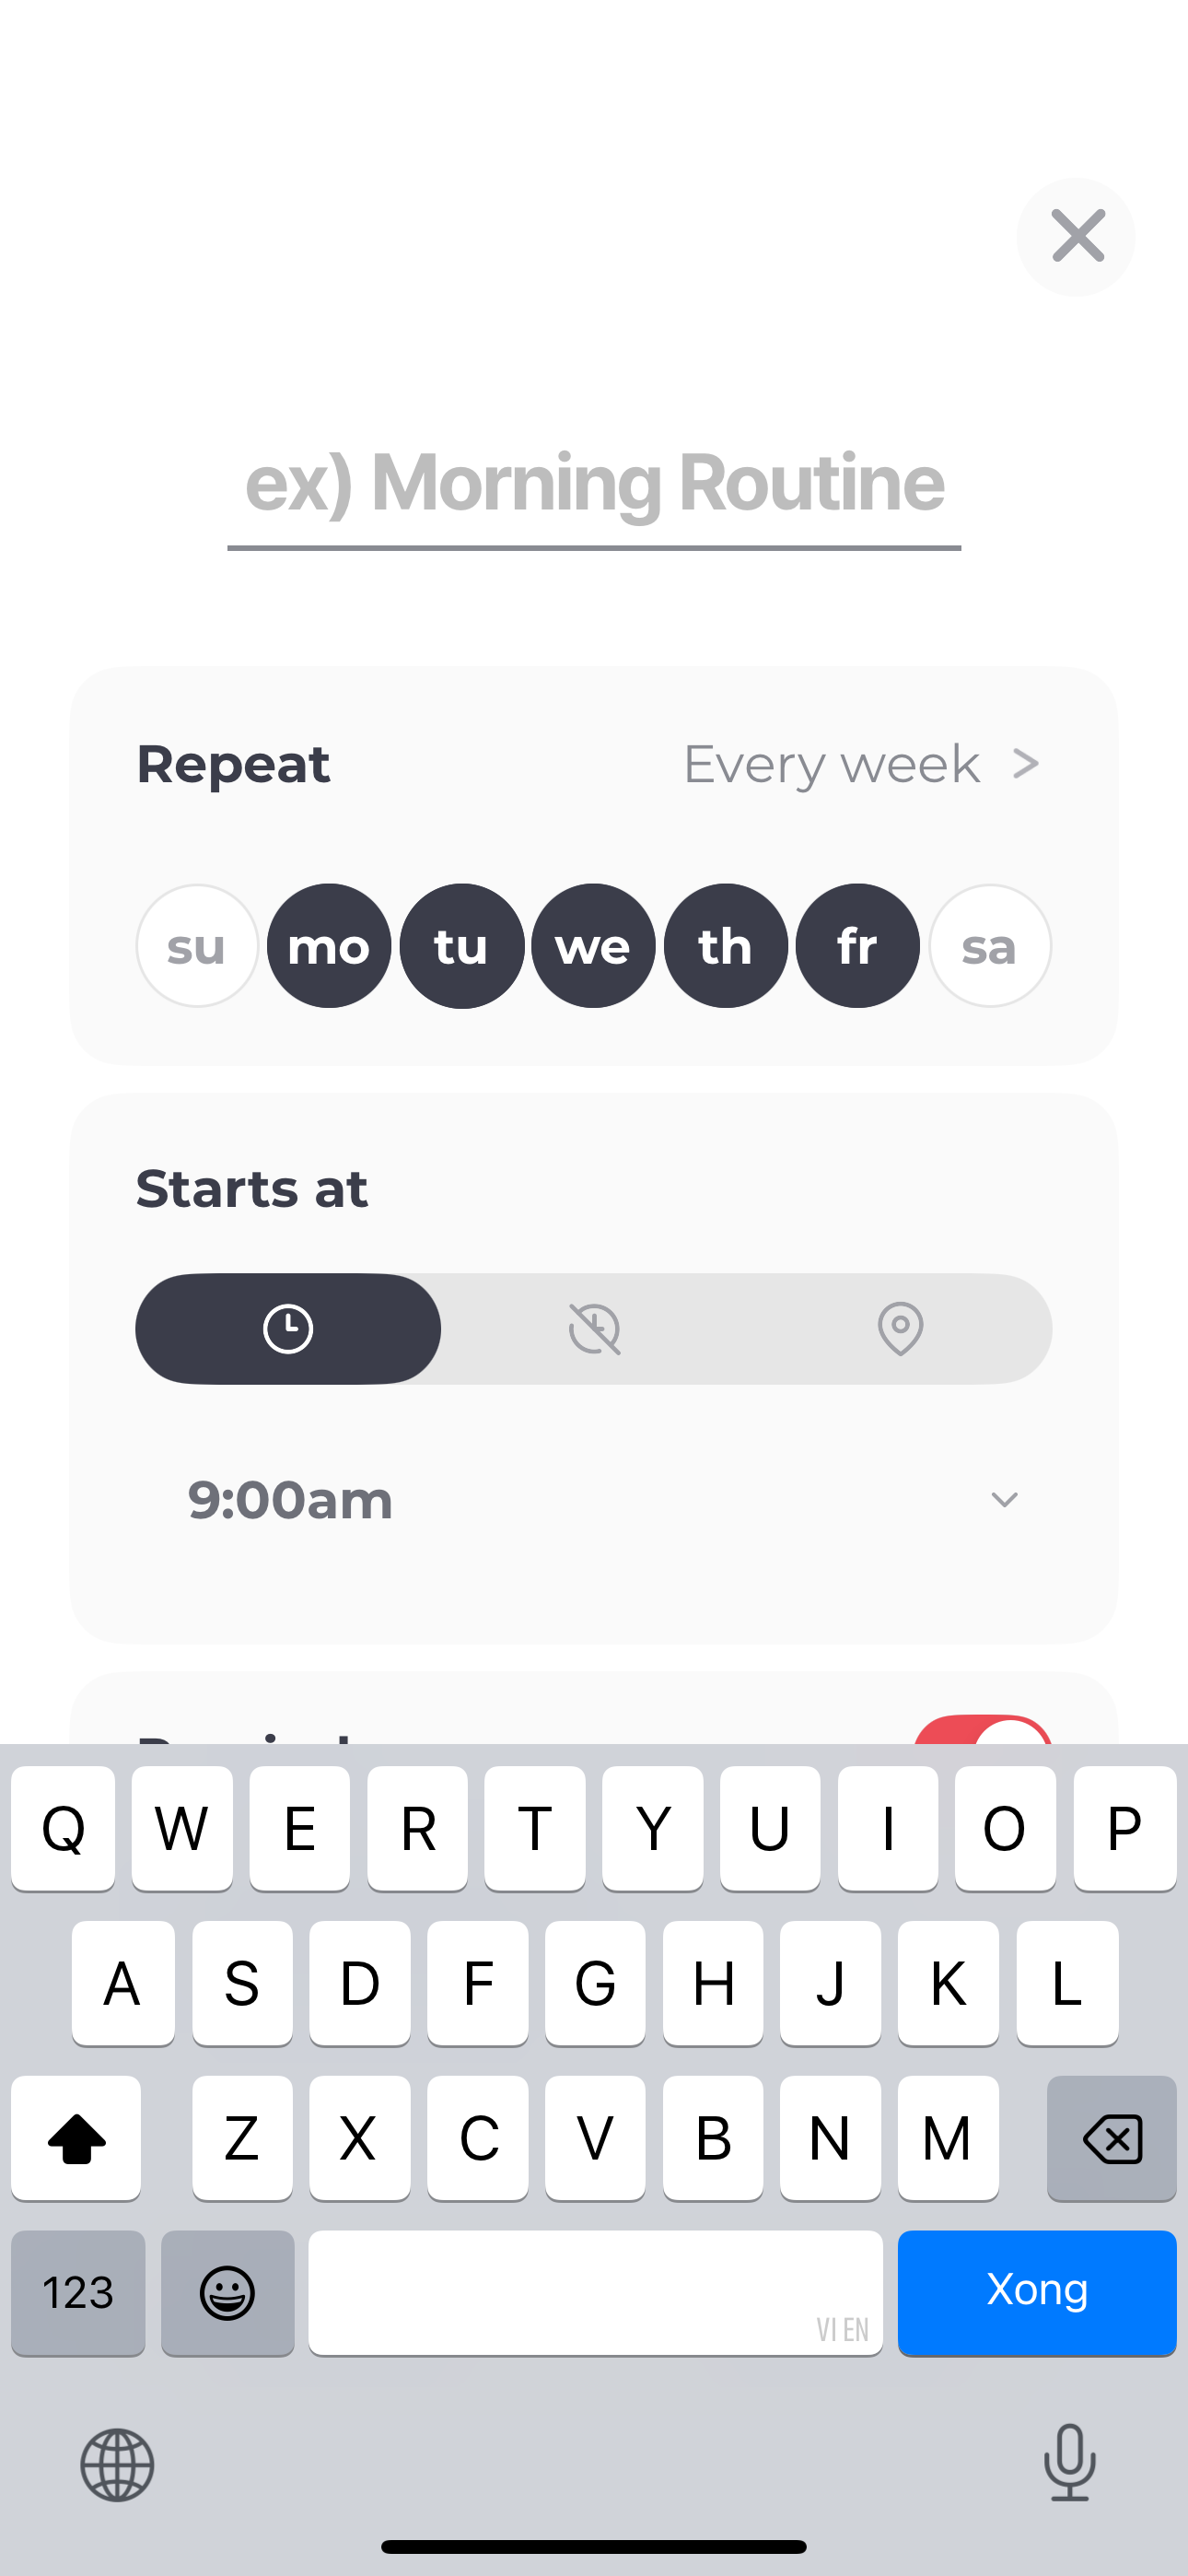 ex) Morning Routine
Repeat
Every week >
su mo tu we th fr sa
Starts at
9:00am
Q W E R T Y U I O P
A S D F G H J K L
Z X C V B N M
123
VI EN
Xong